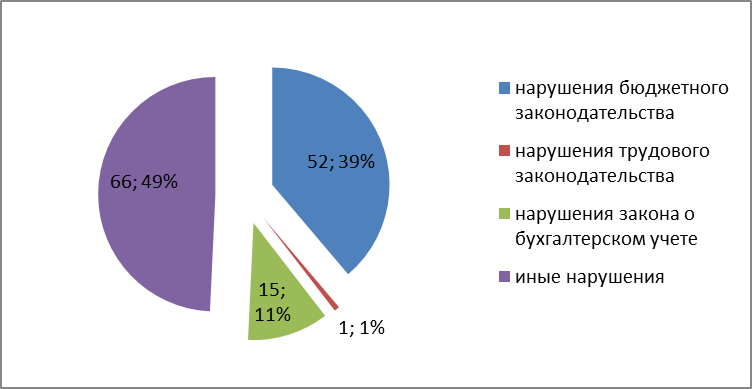 66; 49%
52; 39%
15;
11%
1; 1%
нарушения бюджетного
законодательства
нарушения трудового
законодательства
нарушения закона о
бухгалтерском учете
иные нарушения